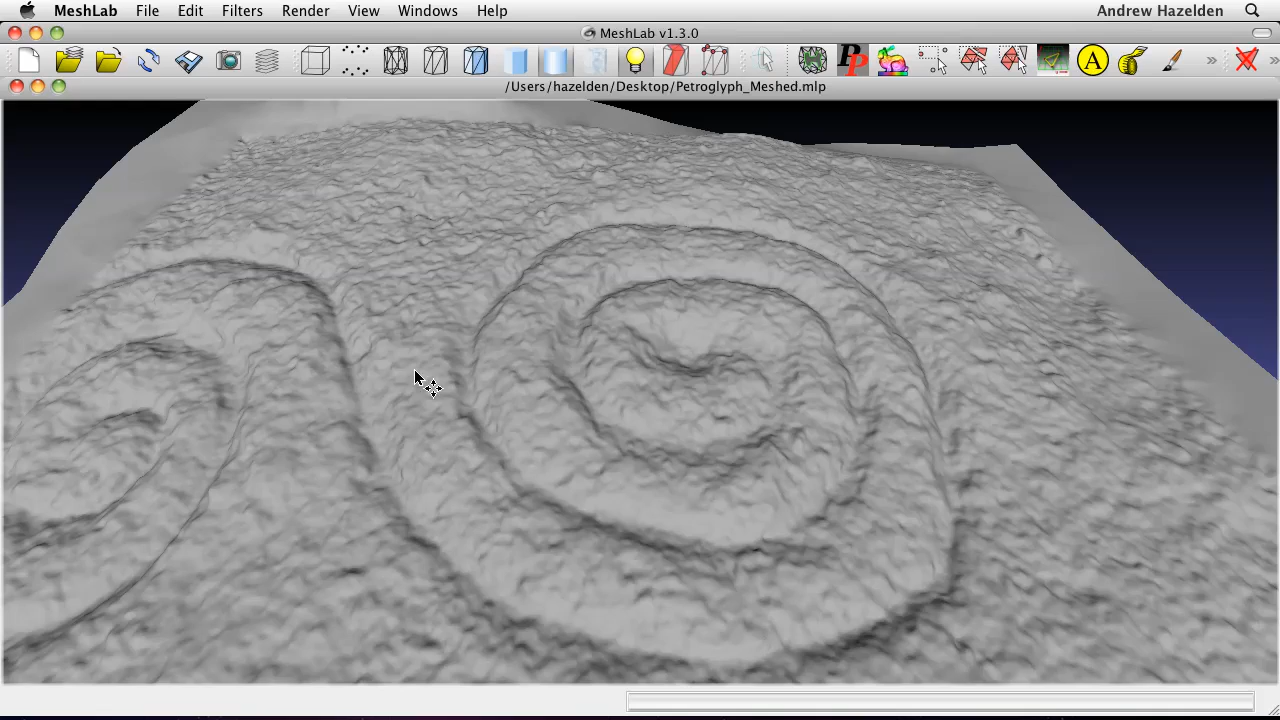 MeshLab File Edit Filters Render View Windows Help Andrew Hazelden
MeshLab v1.3.0
PP A » »
/Users/hazelden/Desktop/Petroglyph_Meshed.mlp